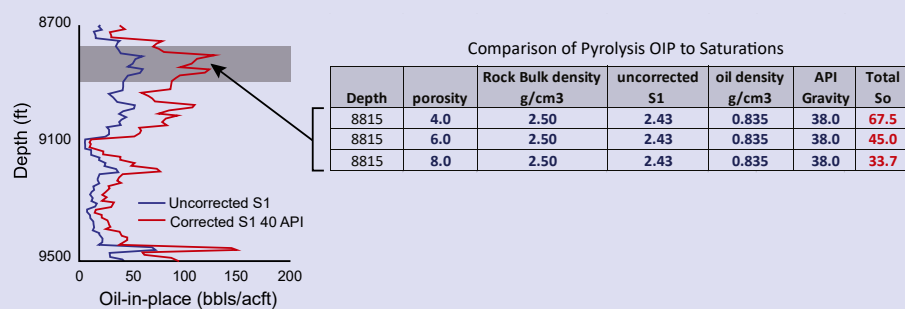 Comparison of Pyrolysis OIP to Saturations
Depth porosity Rock Bulk density g/cm3 uncorrected S1 oil density g/cm3 API Gravity Total So
8815 4.0 2.50 2.43 0.835 38.0 67.5
8815 6.0 2.50 2.43 0.835 38.0 45.0
8815 8.0 2.50 2.43 0.835 38.0 33.7
Depth (ft)
8700
9100
9500
Uncorrected S1
Corrected S1 40 API
0 50 100 150 200
Oil-in-place (bbls/acft)